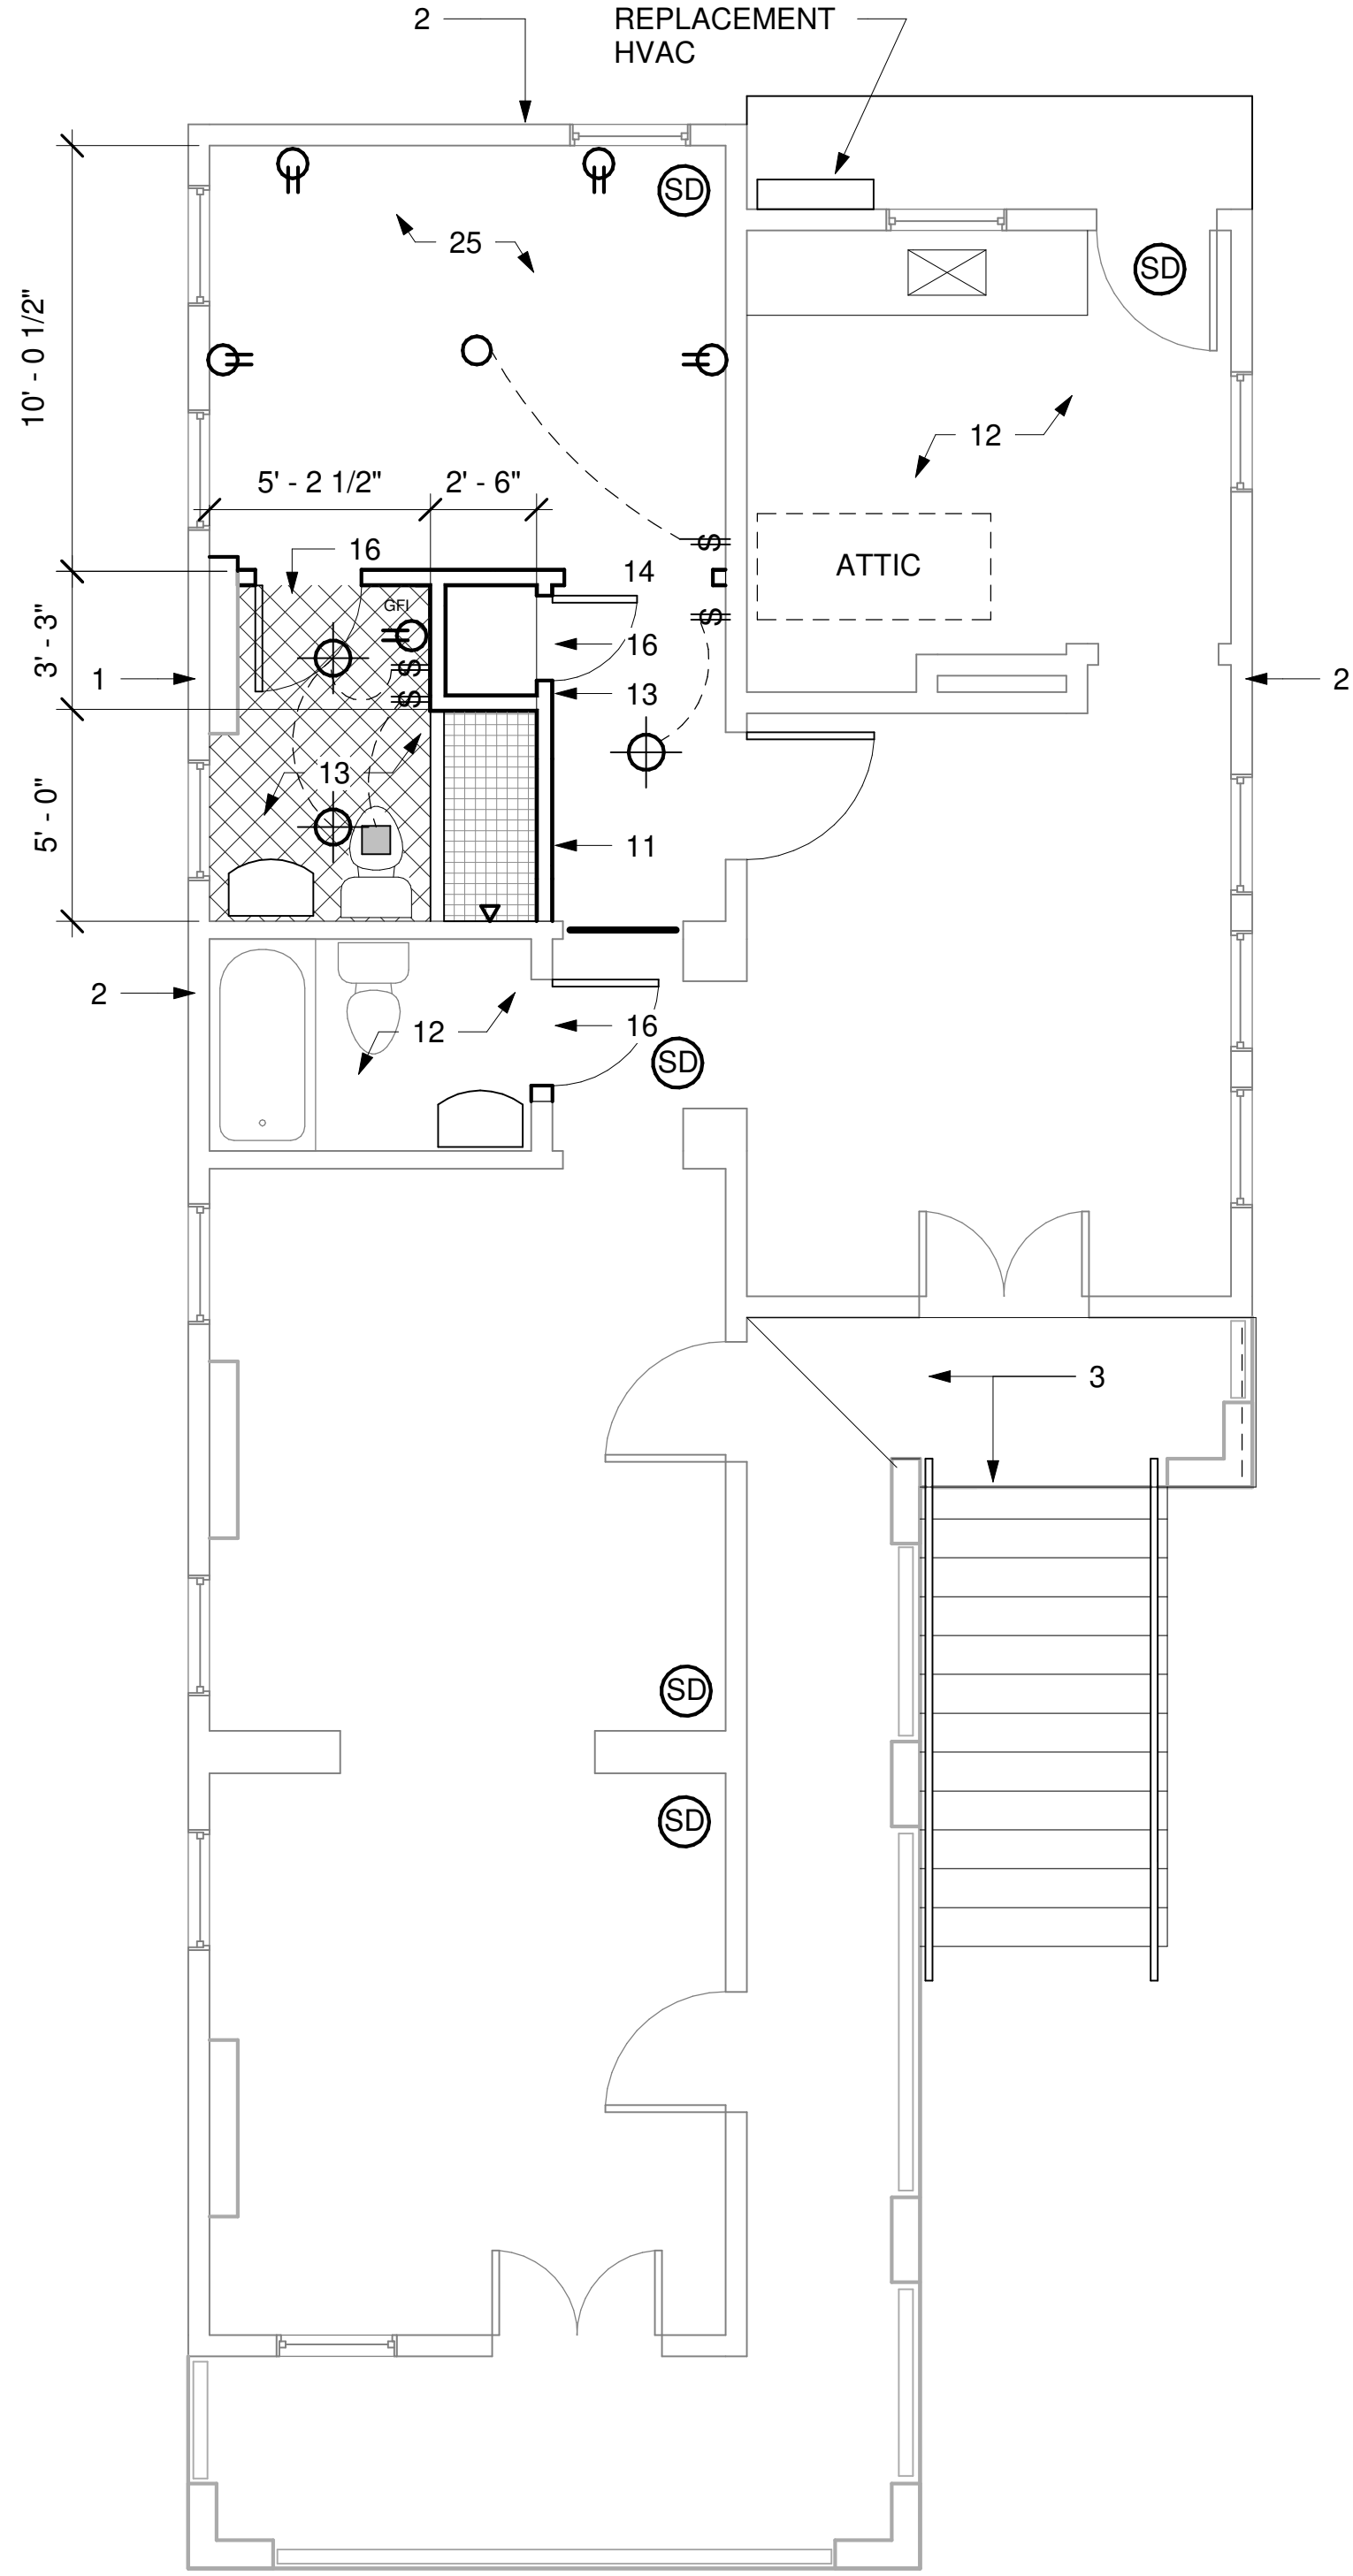 2
REPLACEMENT
HVAC
SD
25
SD
10' - 0 1/2"
12
5' - 2 1/2"
2' - 6"
S
16
14
ATTIC
GFI
S
3' - 3"
16
S
1
13
2
S
13
5' - 0"
11
2
12
16
SD
3
SD
SD